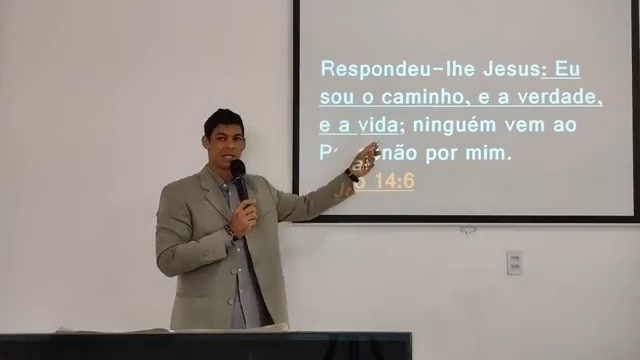 Respondeu-lhe Jesus: Eu
sou o caminho, e a verdade,
e a vida; ninguém vem ao
não por mim.
14:6